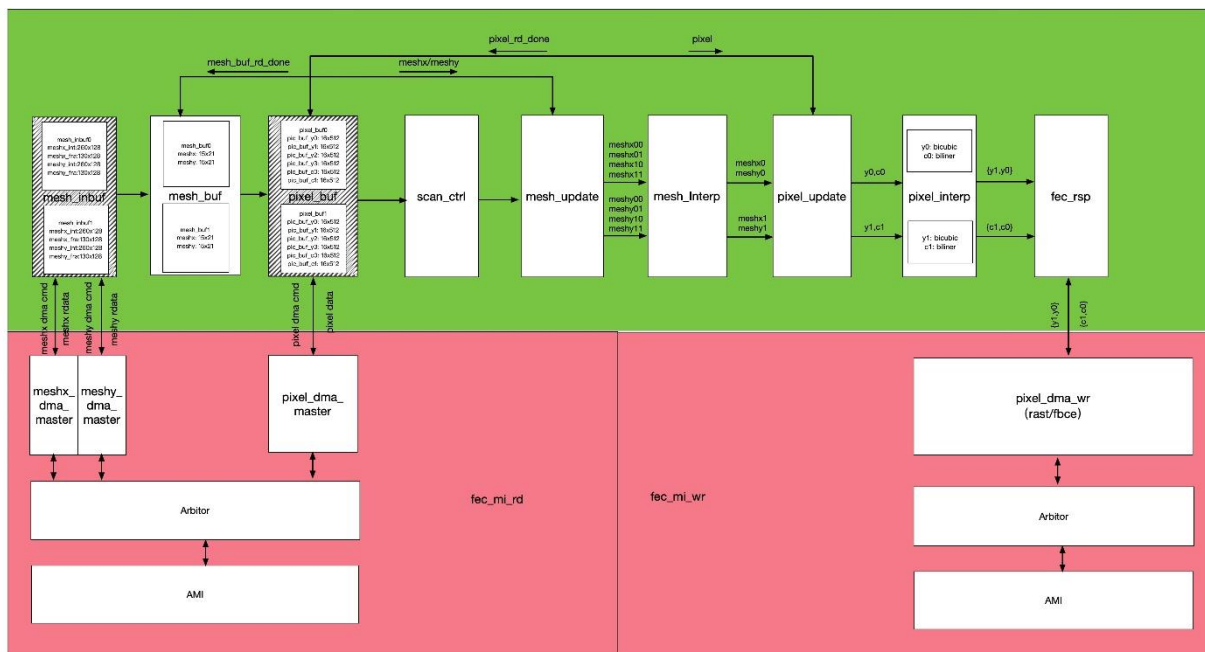 pixel_rd_done
pixel
mesh_buf_rd_done
meshx/meshy
mesh_inbuf0
meshx_int:260x128
meshx_fra:130x128
meshy_int:260x128
meshy_fra:130x128
mesh_inbuf
mesh_inbuf1
meshx_int:260x128
meshx_fra:130x128
meshy_int:260x128
meshy_fra:130x128
mesh_buf0
meshx: 15x21
meshy: 15x21
mesh_buf
mesh_buf1
meshx: 15x21
meshy: 15x21
pixel_buf0
pic_buf_y0: 16x512
pic_buf_y1: 16x512
pic_buf_y2: 16x512
pic_buf_y3: 16x512
pic_buf_c0: 16x512
pic_buf_c1: 16x512
pixel_buf
pixel_buf1
pic_buf_y0: 16x512
pic_buf_y1: 16x512
pic_buf_y2: 16x512
pic_buf_y3: 16x512
pic_buf_c0: 16x512
pic_buf_c1: 16x512
scan_ctrl
mesh_update
meshx00
meshx01
meshx10
meshx11
meshy00
meshy01
meshy10
meshy11
mesh_Interp
meshx0
meshy0
meshx1
meshy1
pixel_update
y0,c0
y1,c1
y0: bicubic
c0: biliner
pixel_interp
y1: bicubic
c1: biliner
{y1,y0}
{c1,c0}
fec_rsp
meshx dma cmd
meshx rdata
meshy dma cmd
meshy rdata
pixel dma cmd
pixel data
{y1,y0}
{c1,c0}
meshx_
dma_
master
meshy_
dma_
master
pixel_dma_
master
pixel_dma_wr
(rast/fbce)
Arbitor
fec_mi_rd
fec_mi_wr
Arbitor
AMI
AMI